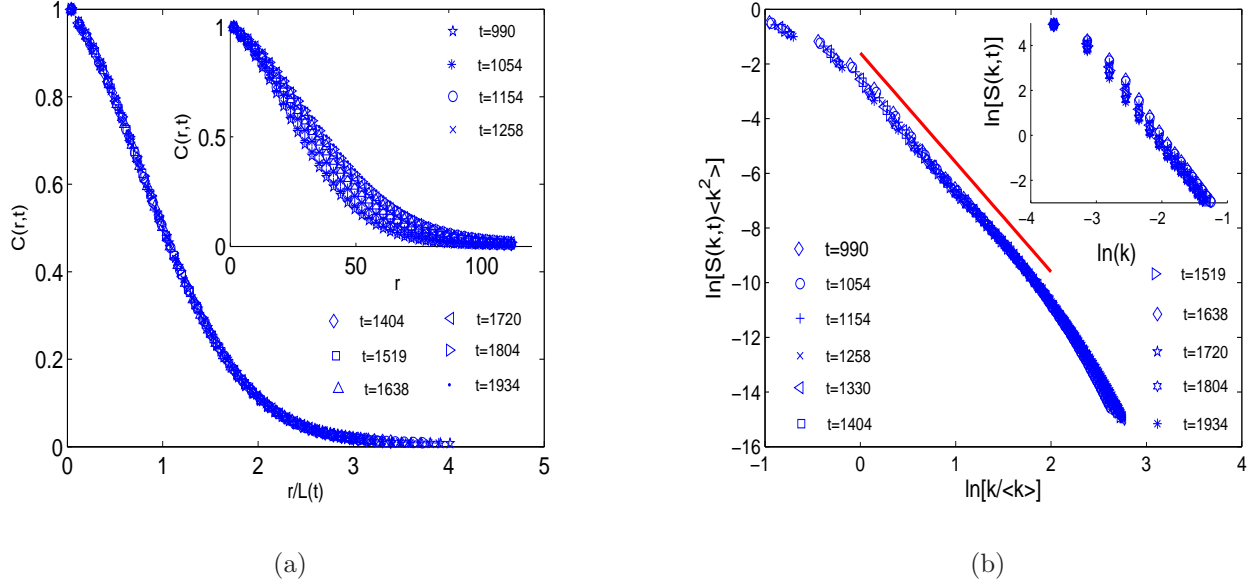 1
0.8
0.6
0.4
0.2
0
0
1
2
3
4
5
C(r,t)
r/L(t)
1
0.5
0
0
50
100
C(r,t)
r
t=990
t=1054
t=1154
t=1258
t=1404
t=1519
t=1638
t=1720
t=1804
t=1934
(a)
0
−2
−4
−6
−8
−10
−12
−14
−16
−1
0
1
2
3
4
ln[S(k,t)<k²>]
ln[k/<k>]
4
2
0
−2
−4
−3
−2
−1
ln[S(k,t)]
ln(k)
t=990
t=1054
t=1154
t=1258
t=1330
t=1404
t=1519
t=1638
t=1720
t=1804
t=1934
(b)